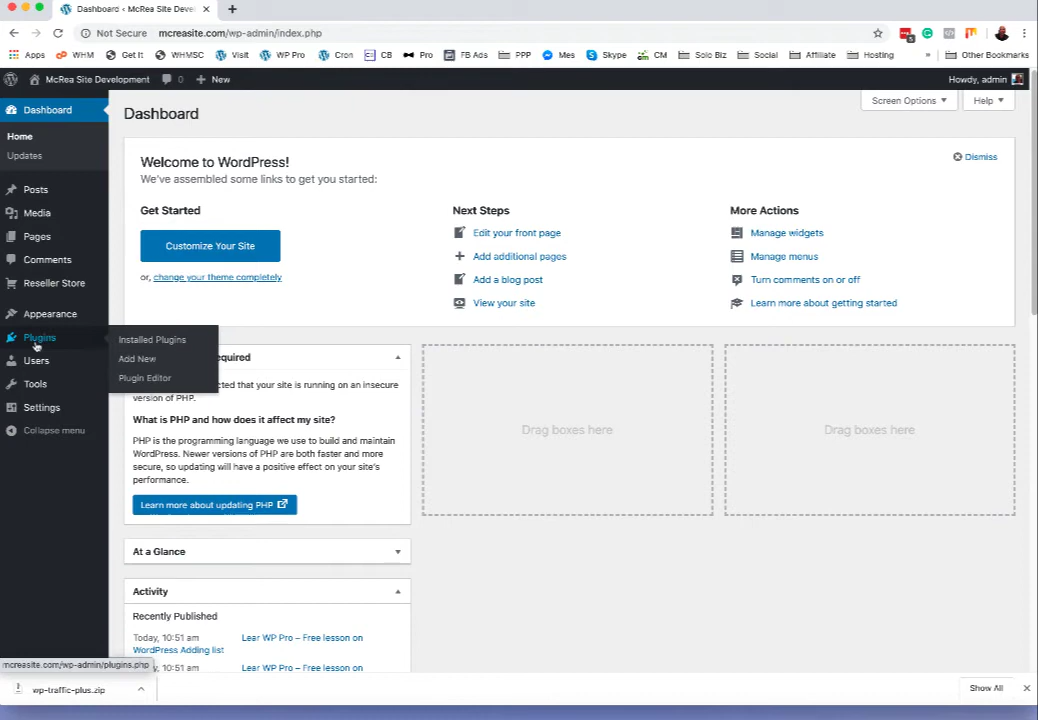 Dashboard ‹ McRea Site Develo
Not Secure mcreasite.com/wp-admin/index.php
Apps WHM Get It WHMSC Visit WP Pro Cron CB Pro FB Ads PPP Mes Skype CM Solo Biz Social Affiliate Hosting » Other Bookmarks
McRea Site Development 0 New Howdy, admin
Dashboard
Home
Updates
Posts
Media
Pages
Comments
Reseller Store
Appearance
Plugins
Users
Tools
Settings
Collapse menu
Installed Plugins
Add New
Plugin Editor
Dashboard
Screen Options
Help
Welcome to WordPress!
We've assembled some links to get you started:
Dismiss
Get Started
Customize Your Site
or, change your theme completely
Next Steps
Edit your front page
Add additional pages
Add a blog post
View your site
More Actions
Manage widgets
Manage menus
Turn comments on or off
Learn more about getting started
equired
cted that your site is running on an insecure
version of PHP.
What is PHP and how does it affect my site?
PHP is the programming language we use to build and maintain
WordPress. Newer versions of PHP are both faster and more
secure, so updating will have a positive effect on your site's
performance.
Learn more about updating PHP
Drag boxes here
Drag boxes here
At a Glance
Activity
Recently Published
Today, 10:51 am Lear WP Pro – Free lesson on
WordPress Adding list
Today, 10:51 am Lear WP Pro – Free lesson on
mcreasite.com/wp-admin/plugins.php
wp-traffic-plus.zip
Show All